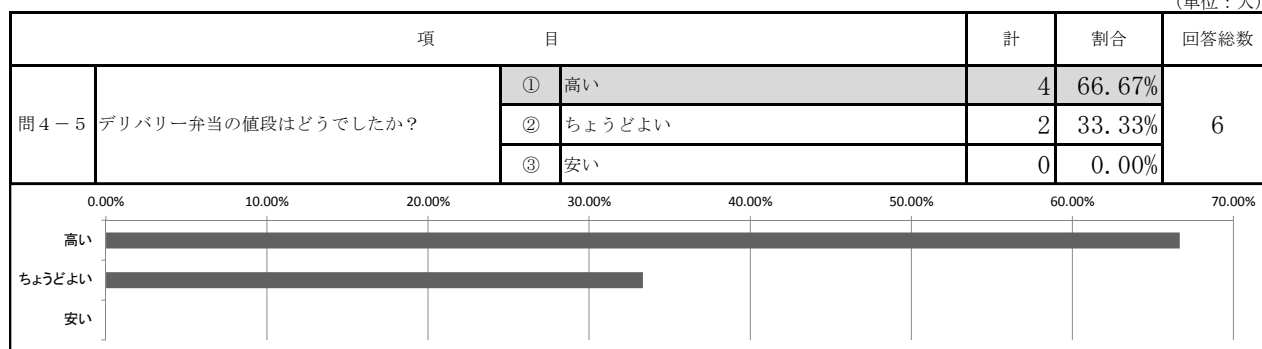 (単位：人)
項　　　目 計 割合 回答総数
問４－５ デリバリー弁当の値段はどうでしたか？ 6
① 高い 4 66.67%
② ちょうどよい 2 33.33%
③ 安い 0 0.00%
0.00% 10.00% 20.00% 30.00% 40.00% 50.00% 60.00% 70.00%
高い
ちょうどよい
安い